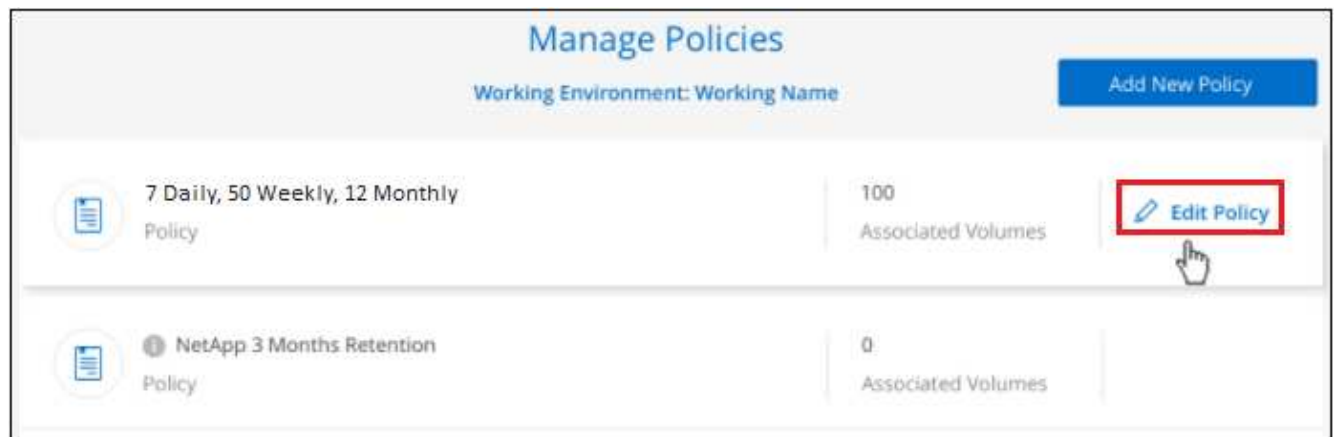 Manage Policies
Working Environment: Working Name
Add New Policy
7 Daily, 50 Weekly, 12 Monthly
Policy
100
Associated Volumes
Edit Policy
NetApp 3 Months Retention
Policy
0
Associated Volumes